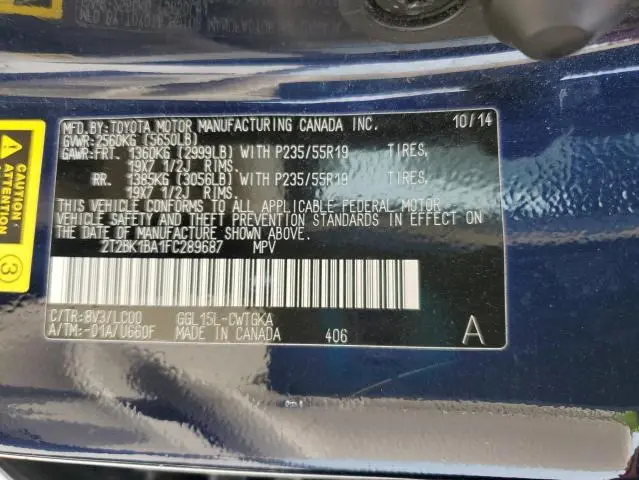 MFD.BY:TOYOTA MOTOR MANUFACTURING CANADA INC. 10/14
GVWR:2560KG (5650LB)
GAWR:FRT. 1360KG (2999LB) WITH P235/55R19 TIRES,
19X7 1/2J RIMS.
RR. 1385KG (3056LB) WITH P235/55R19 TIRES,
19X7 1/2J RIMS.
THIS VEHICLE CONFORMS TO ALL APPLICABLE FEDERAL MOTOR
VEHICLE SAFETY AND THEFT PREVENTION STANDARDS IN EFFECT ON
THE DATE OF MANUFACTURE SHOWN ABOVE.
2T2BK1BA1FC289687 MPV
C/TR:8V3/LC00 GGL15L-CWTGKA
A/TM:-01A/U660F MADE IN CANADA 406 A
CAUTION
3